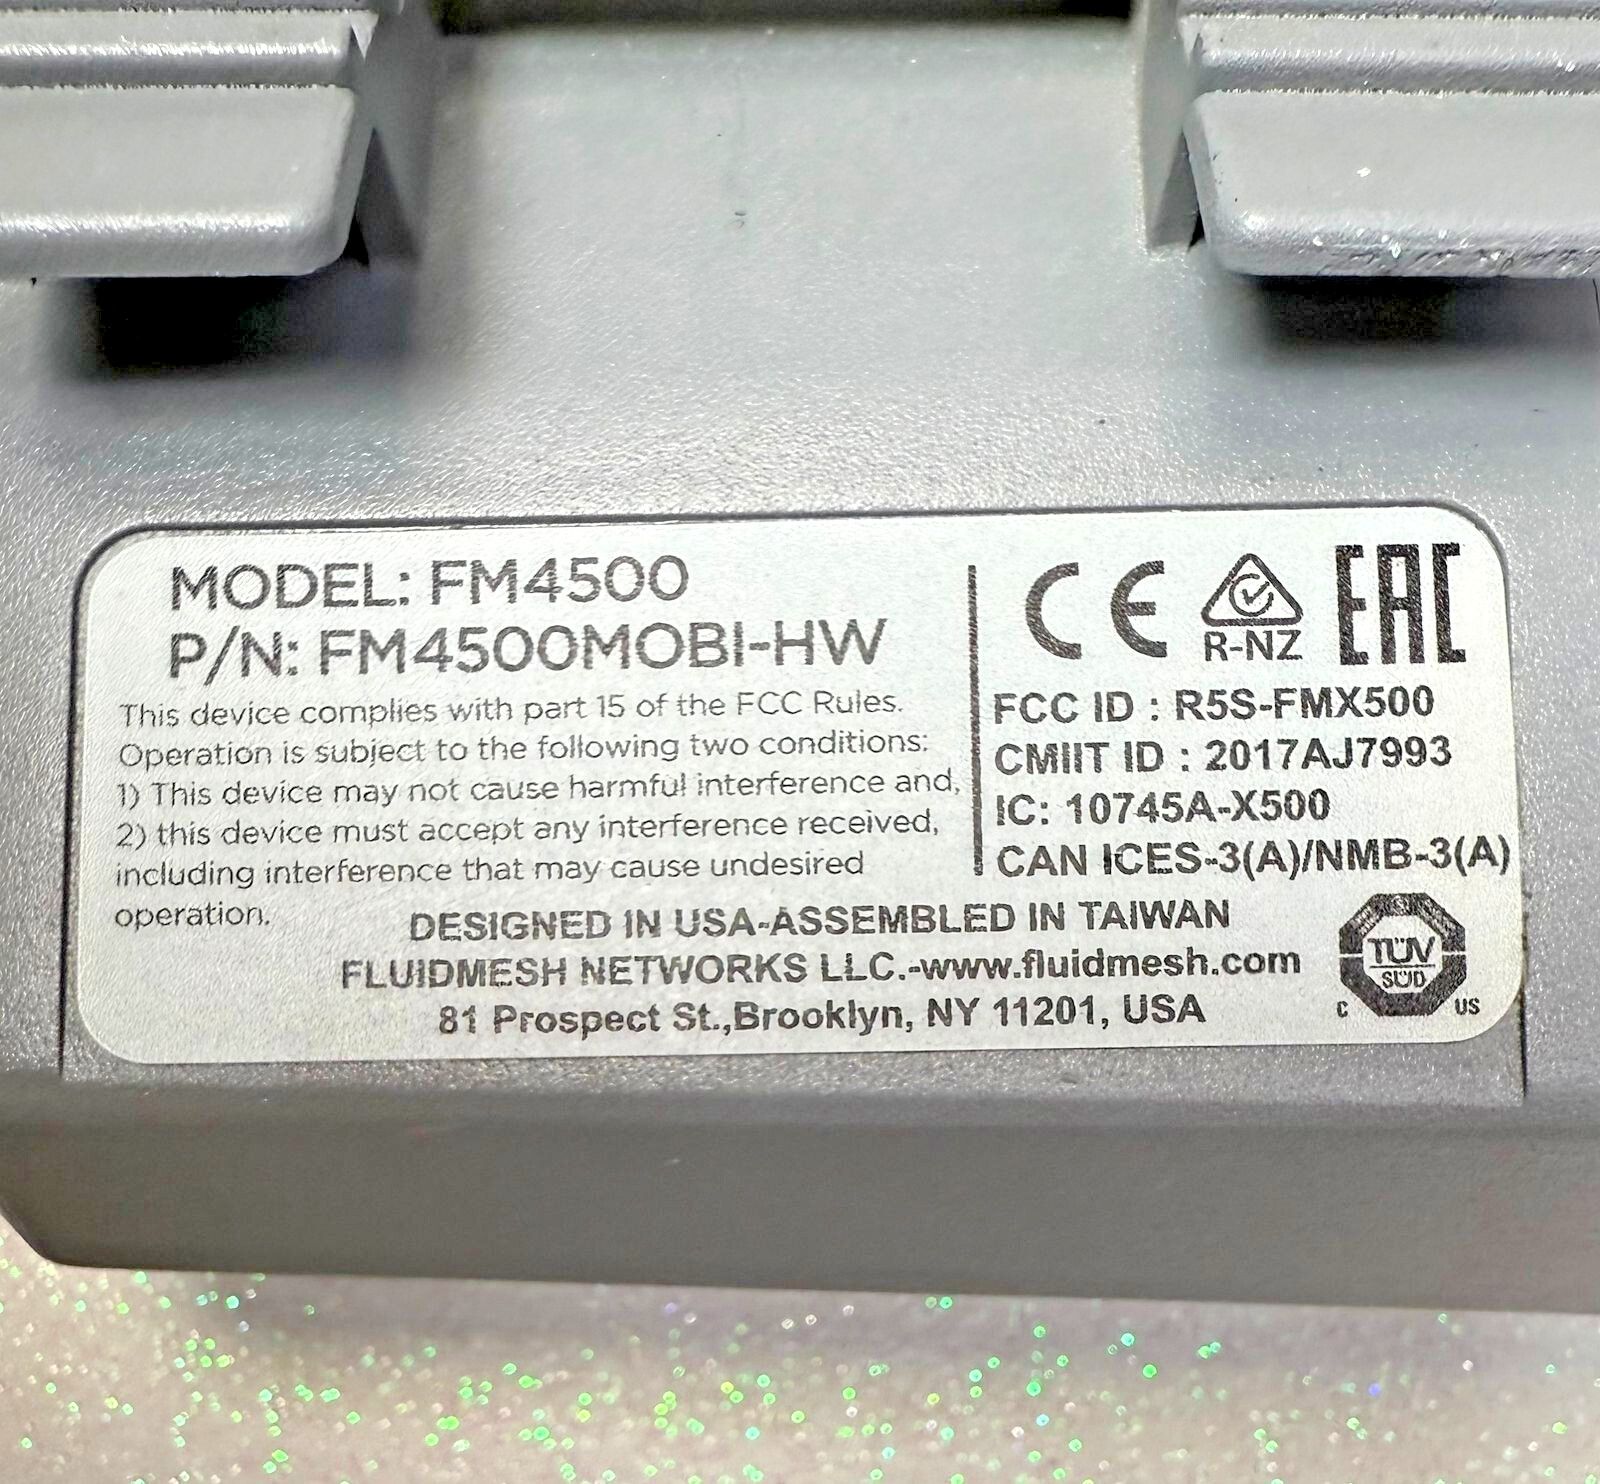 MODEL: FM4500
P/N: FM4500MOBI-HW
This device complies with part 15 of the FCC Rules.
Operation is subject to the following two conditions:
1) This device may not cause harmful interference and,
2) this device must accept any interference received,
including interference that may cause undesired
operation.
CE
R-NZ
EAC
FCC ID : R5S-FMX500
CMIIT ID : 2017AJ7993
IC: 10745A-X500
CAN ICES-3(A)/NMB-3(A)
DESIGNED IN USA-ASSEMBLED IN TAIWAN
FLUIDMESH NETWORKS LLC.-www.fluidmesh.com
81 Prospect St.,Brooklyn, NY 11201, USA
TÜV
SÜD
C US